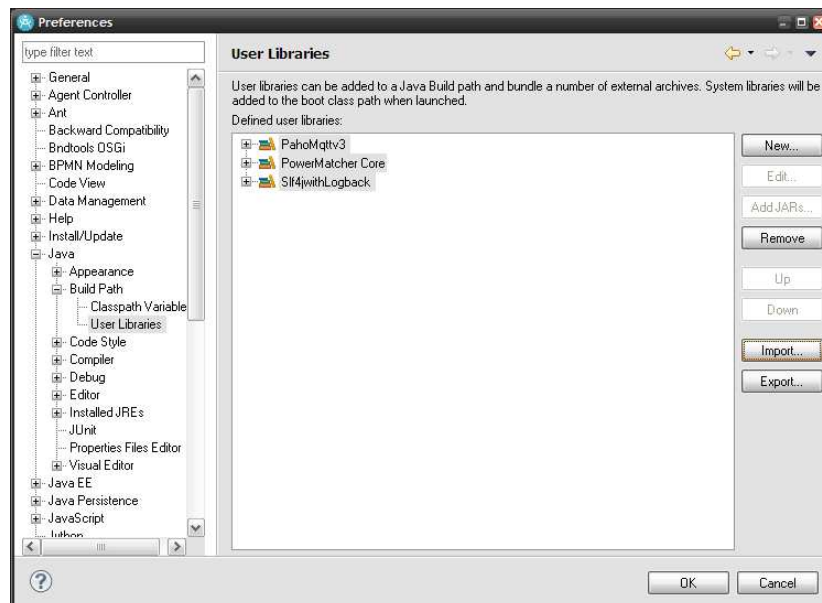 Preferences
type filter text
General
Agent Controller
Ant
Backward Compatibility
Bndtools OSGi
BPMN Modeling
Code View
Data Management
Help
Install/Update
Java
Appearance
Build Path
Classpath Variable
User Libraries
Code Style
Compiler
Debug
Editor
Installed JREs
JUnit
Properties Files Editor
Visual Editor
Java EE
Java Persistence
JavaScript
Jython
User Libraries
User libraries can be added to a Java Build path and bundle a number of external archives. System libraries will be
added to the boot class path when launched.
Defined user libraries:
PahoMqttv3
PowerMatcher Core
Slf4jwithLogback
New...
Edit...
Add JARs...
Remove
Up
Down
Import...
Export...
?
OK
Cancel